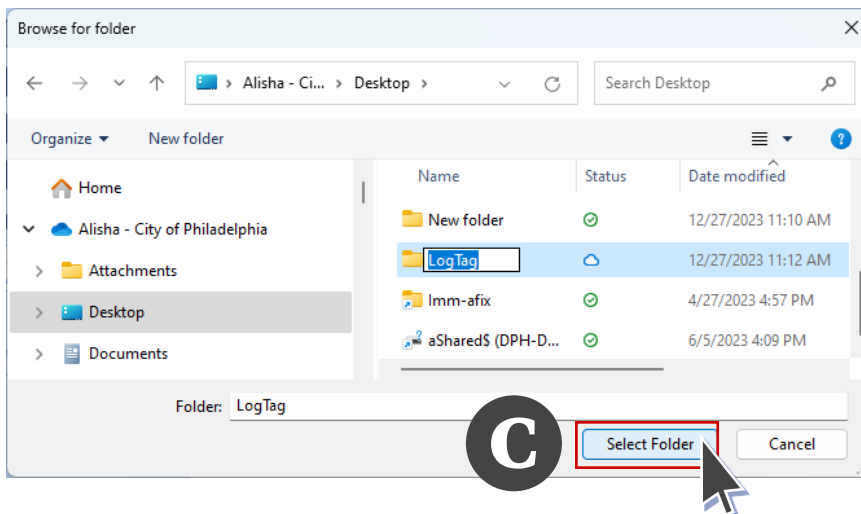 Browse for folder
Alisha - Ci... > Desktop >
Search Desktop
Organize
New folder
?
Name
Status
Date modified
Home
New folder
12/27/2023 11:10 AM
Alisha - City of Philadelphia
LogTag
12/27/2023 11:12 AM
Attachments
Imm-afix
4/27/2023 4:57 PM
Desktop
aShared$ (DPH-D...
6/5/2023 4:09 PM
Documents
Folder: LogTag
C
Select Folder
Cancel